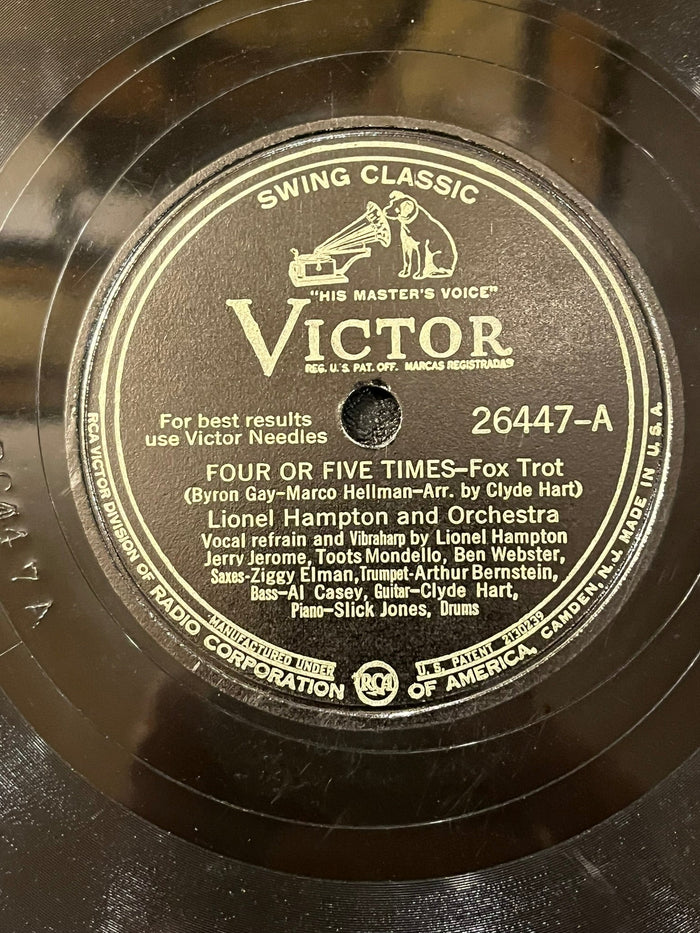 SWING CLASSIC
"HIS MASTER'S VOICE"
VICTOR
REG. U.S. PAT. OFF. MARCAS REGISTRADAS
For best results
use Victor Needles
26447-A
FOUR OR FIVE TIMES-Fox Trot
(Byron Gay-Marco Hellman-Arr. by Clyde Hart)
Lionel Hampton and Orchestra
Vocal refrain and Vibraharp by Lionel Hampton
Jerry Jerome, Toots Mondello, Ben Webster,
Saxes-Ziggy Elman, Trumpet-Arthur Bernstein,
Bass-Al Casey, Guitar-Clyde Hart,
Piano-Slick Jones, Drums
MANUFACTURED UNDER U.S. PATENT 2130239
RCA VICTOR DIVISION OF RADIO CORPORATION OF AMERICA, CAMDEN, N.J. MADE IN U.S.A.
RCA